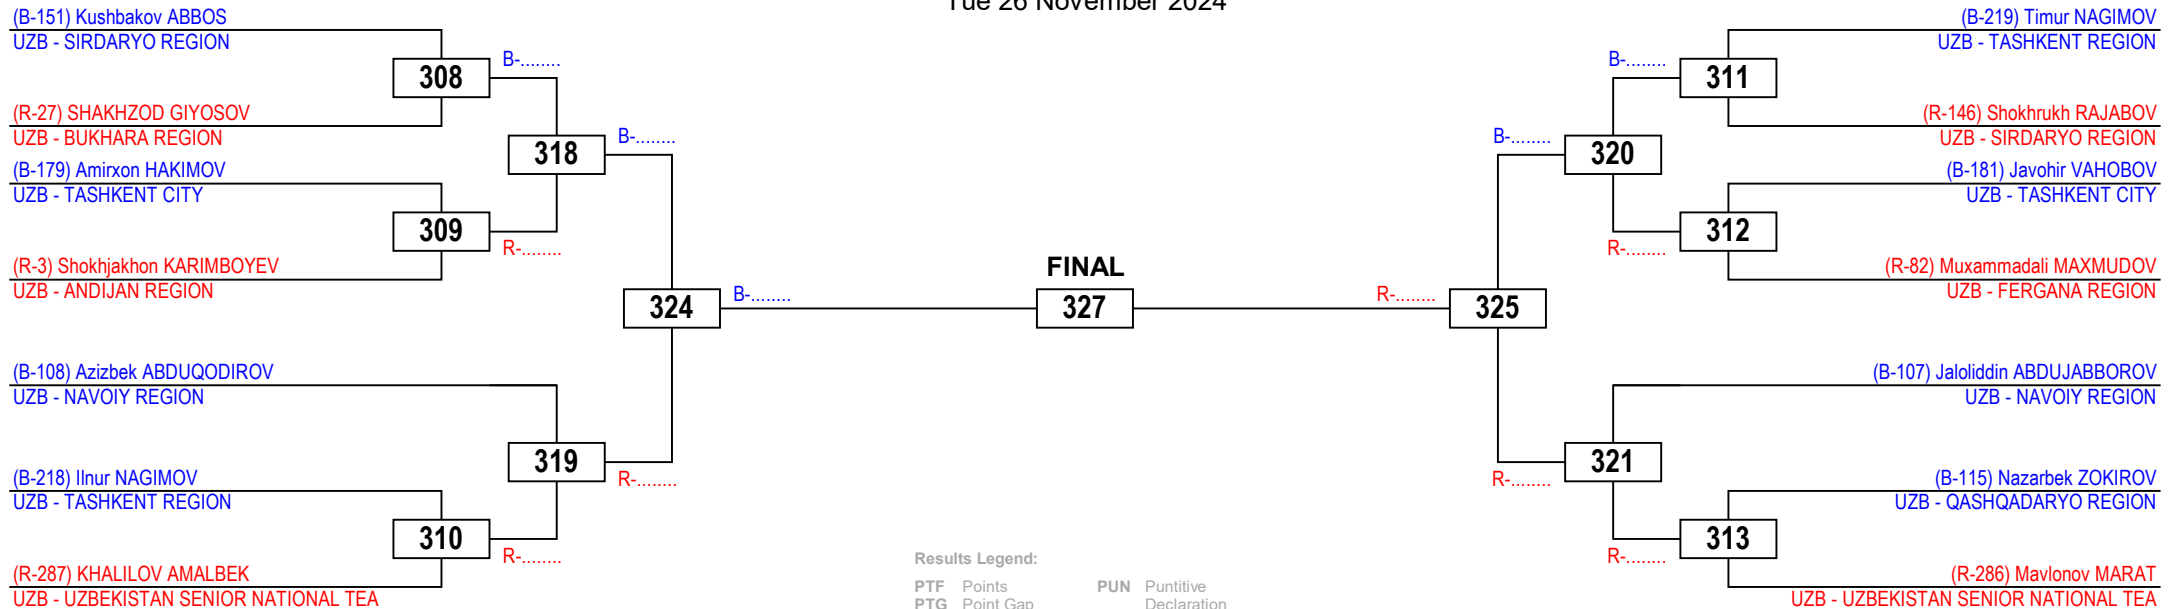 Tue 26 November 2024
(B-151) Kushbakov ABBOS
UZB - SIRDARYO REGION
308
B-........
(R-27) SHAKHZOD GIYOSOV
UZB - BUKHARA REGION
318
B-........
(B-179) Amirxon HAKIMOV
UZB - TASHKENT CITY
309
R-........
(R-3) Shokhjakhon KARIMBOYEV
UZB - ANDIJAN REGION
324
B-........
(B-108) Azizbek ABDUQODIROV
UZB - NAVOIY REGION
319
R-........
(B-218) Ilnur NAGIMOV
UZB - TASHKENT REGION
310
R-........
(R-287) KHALILOV AMALBEK
UZB - UZBEKISTAN SENIOR NATIONAL TEA
FINAL
327
(B-219) Timur NAGIMOV
UZB - TASHKENT REGION
B-........
311
(R-146) Shokhrukh RAJABOV
UZB - SIRDARYO REGION
B-........
320
(B-181) Javohir VAHOBOV
UZB - TASHKENT CITY
R-........
312
(R-82) Muxammadali MAXMUDOV
UZB - FERGANA REGION
R-........
325
(B-107) Jaloliddin ABDUJABBOROV
UZB - NAVOIY REGION
R-........
321
(B-115) Nazarbek ZOKIROV
UZB - QASHQADARYO REGION
R-........
313
(R-286) Mavlonov MARAT
UZB - UZBEKISTAN SENIOR NATIONAL TEA
Results Legend:
PTF Points PUN Puntitive
PTG Point Gap Declaration